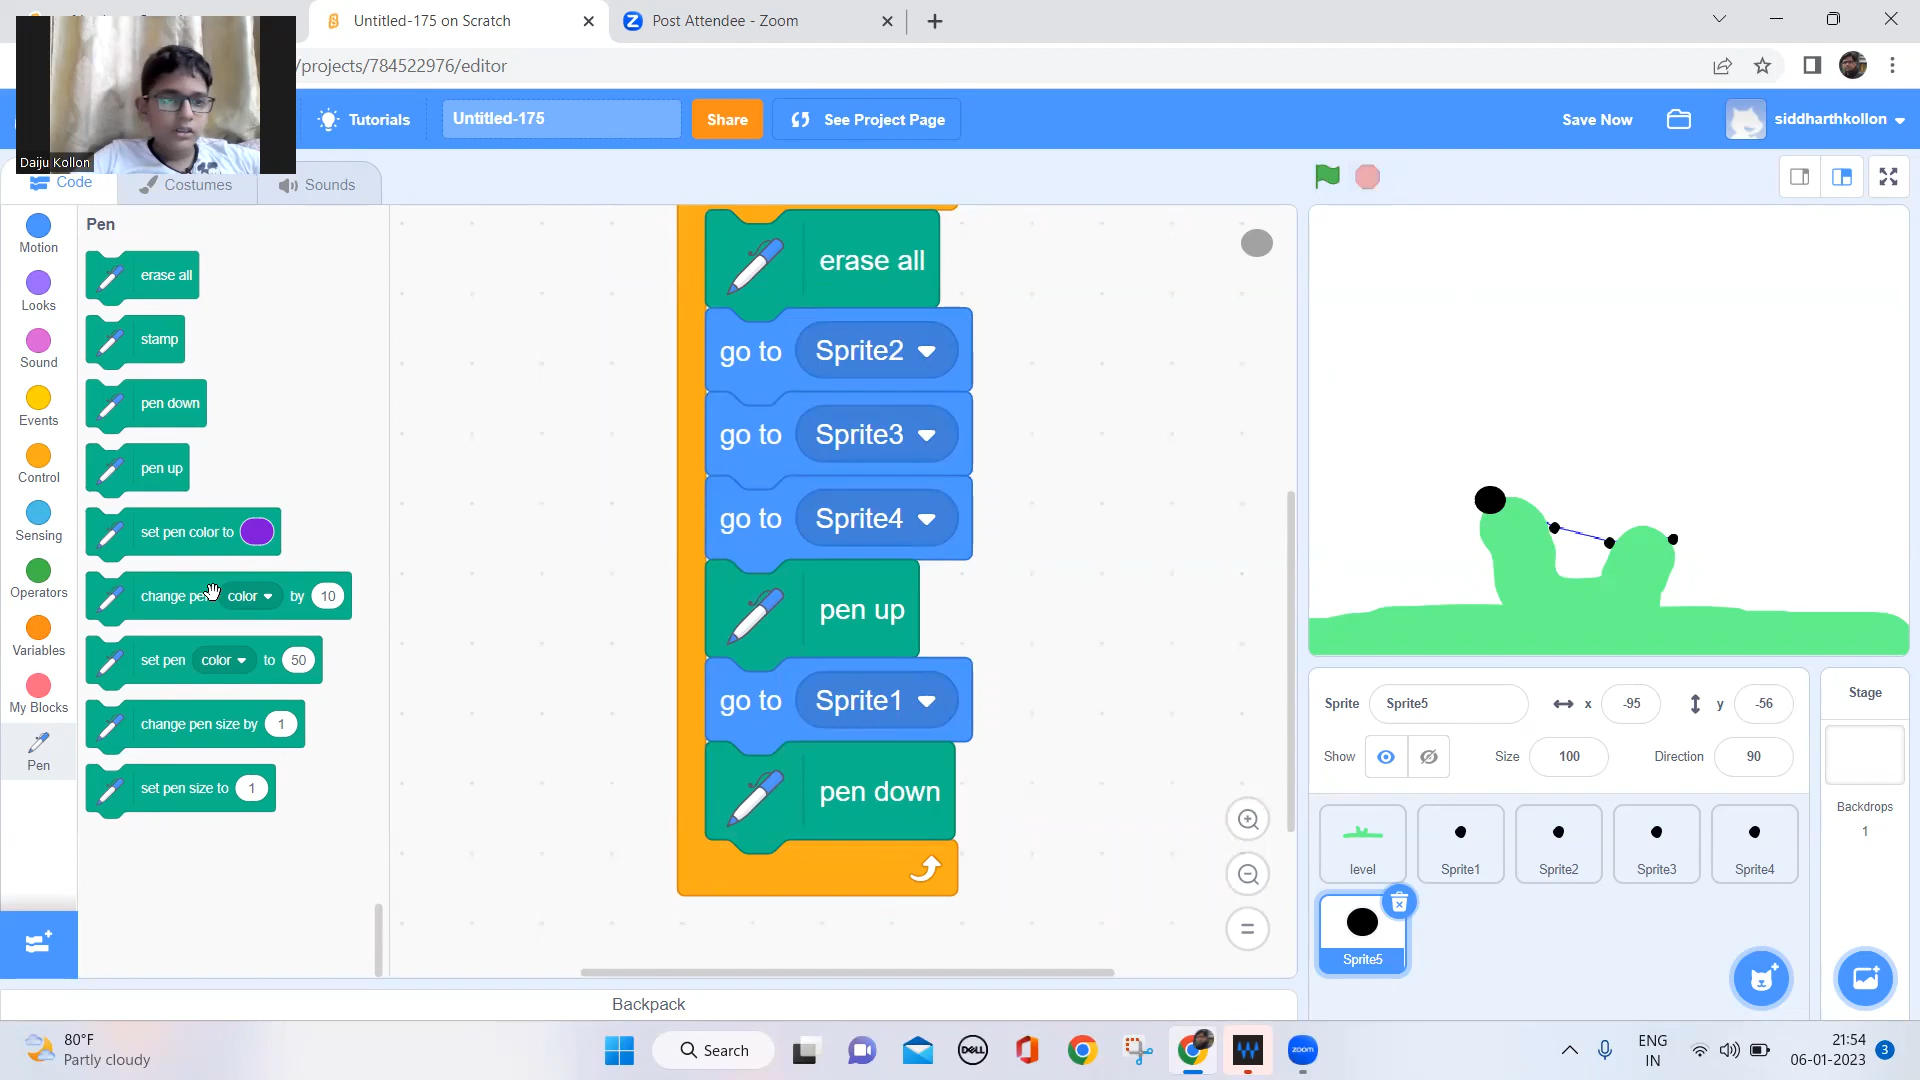 Untitled-175 on Scratch
Post Attendee - Zoom
/projects/784522976/editor
Daiju Kollon
Tutorials
Untitled-175
Share
See Project Page
Save Now
siddharthkollon
Code
Costumes
Sounds
Motion
Looks
Sound
Events
Control
Sensing
Operators
Variables
My Blocks
Pen
Pen
erase all
stamp
pen down
pen up
set pen color to
change pen color by 10
set pen color to 50
change pen size by 1
set pen size to 1
erase all
go to Sprite2
go to Sprite3
go to Sprite4
pen up
go to Sprite1
pen down
Sprite Sprite5 x -95 y -56
Show Size 100 Direction 90
level
Sprite1
Sprite2
Sprite3
Sprite4
Sprite5
Stage
Backdrops
1
Backpack
80°F
Partly cloudy
Search
DELL
zoom
ENG
IN
21:54
06-01-2023
3